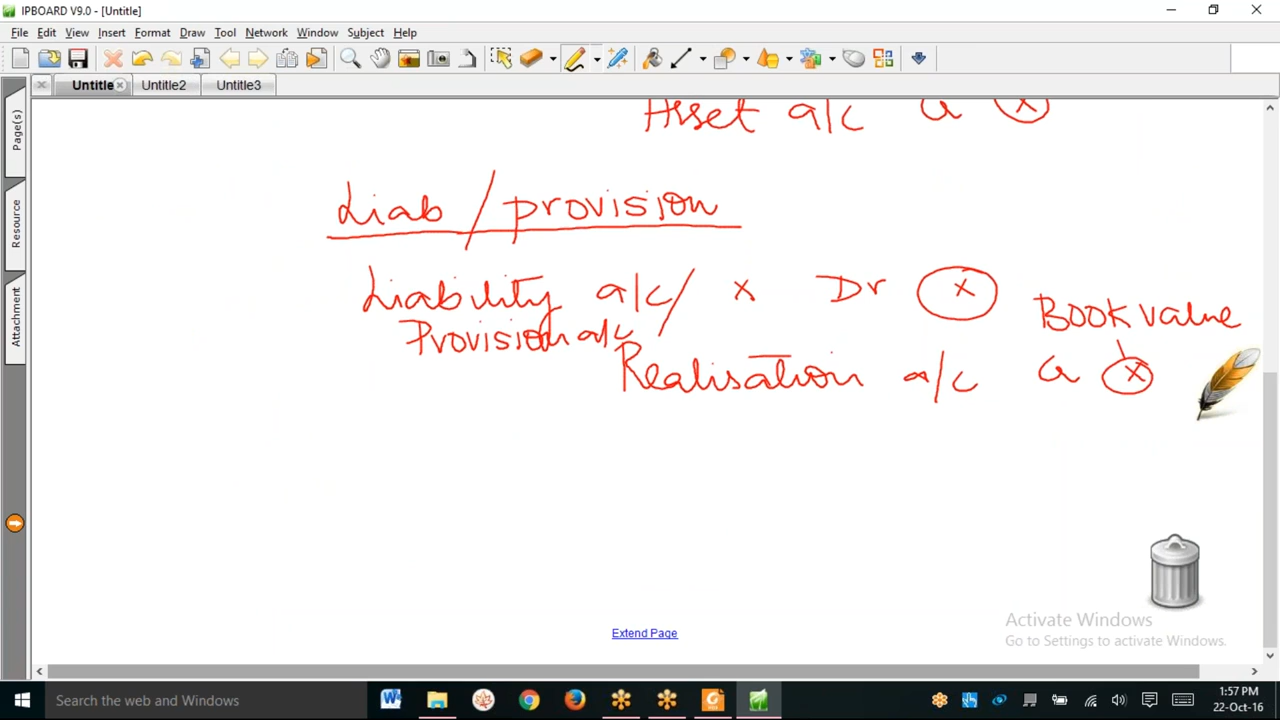 IPBOARD V9.0 - [Untitle]
File Edit View Insert Format Draw Tool Network Window Subject Help
Untitle Untitle2 Untitle3
Page(s)
Resource
Attachment
Asset a/c Cr x
Liab / provision
Liability a/c/ x Dr x
Book value
Provision a/c
Realisation a/c Cr x
Activate Windows
Go to Settings to activate Windows.
Extend Page
Search the web and Windows
1:57 PM
22-Oct-16